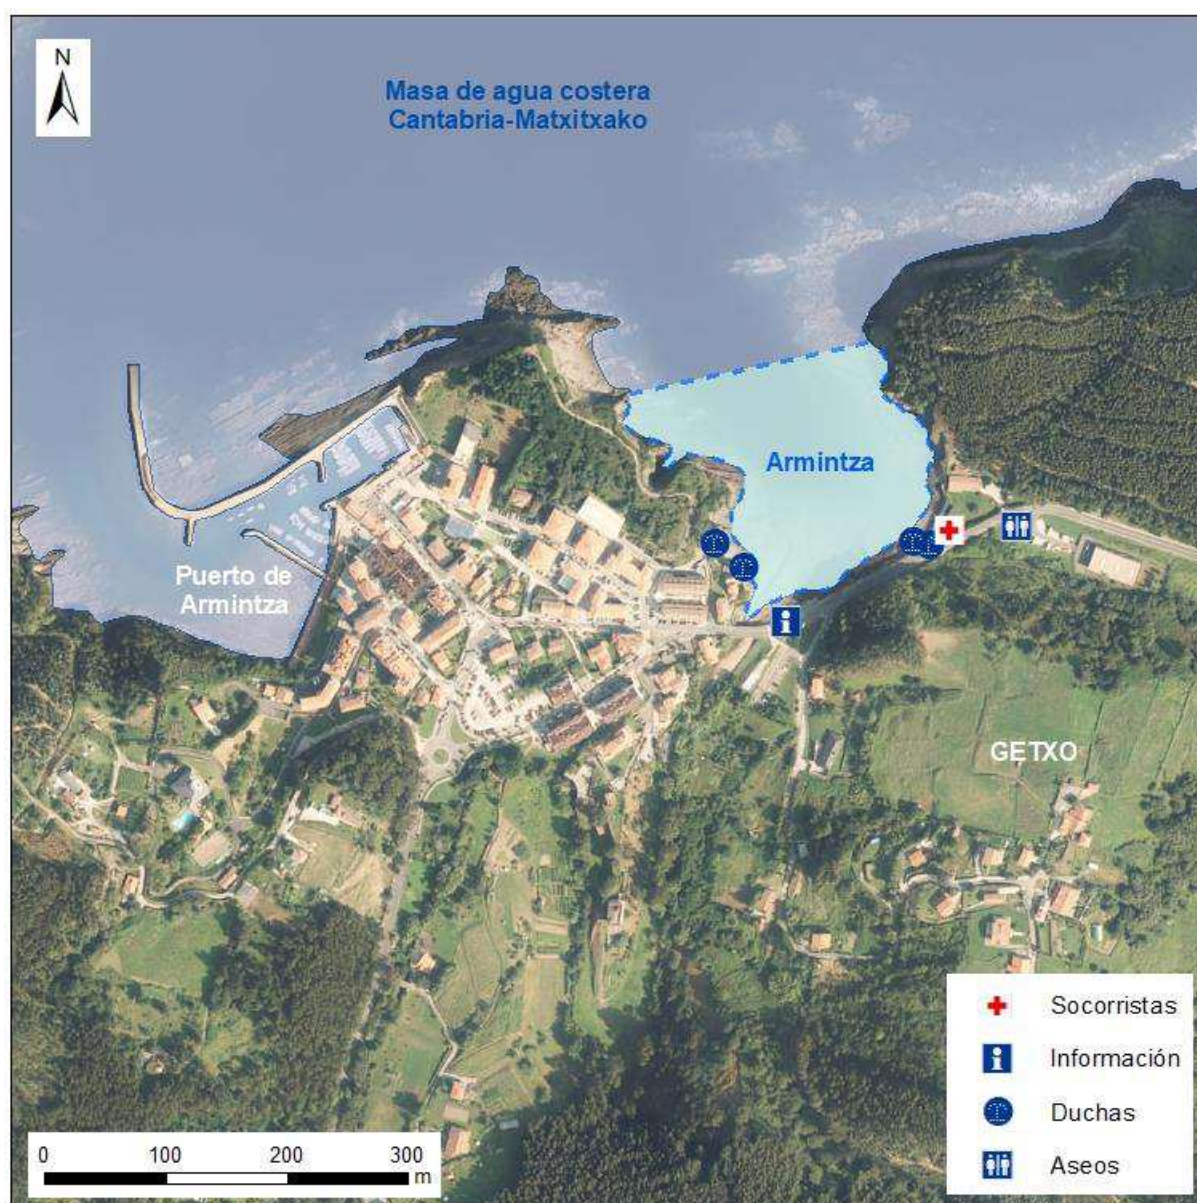 N
Masa de agua costera
Cantabria-Matxitxako
Armintza
Puerto de
Armintza
GETXO
Socorristas
Información
Duchas
Aseos
0 100 200 300
m